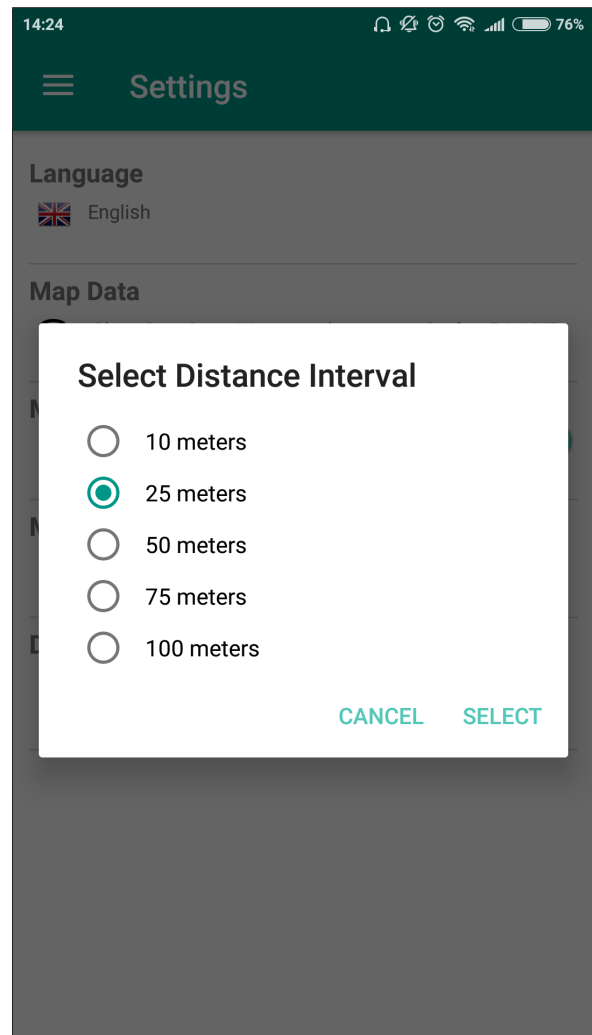 14:24
76%
Settings
Language
English
Map Data
Select Distance Interval
10 meters
25 meters
50 meters
75 meters
100 meters
CANCEL
SELECT